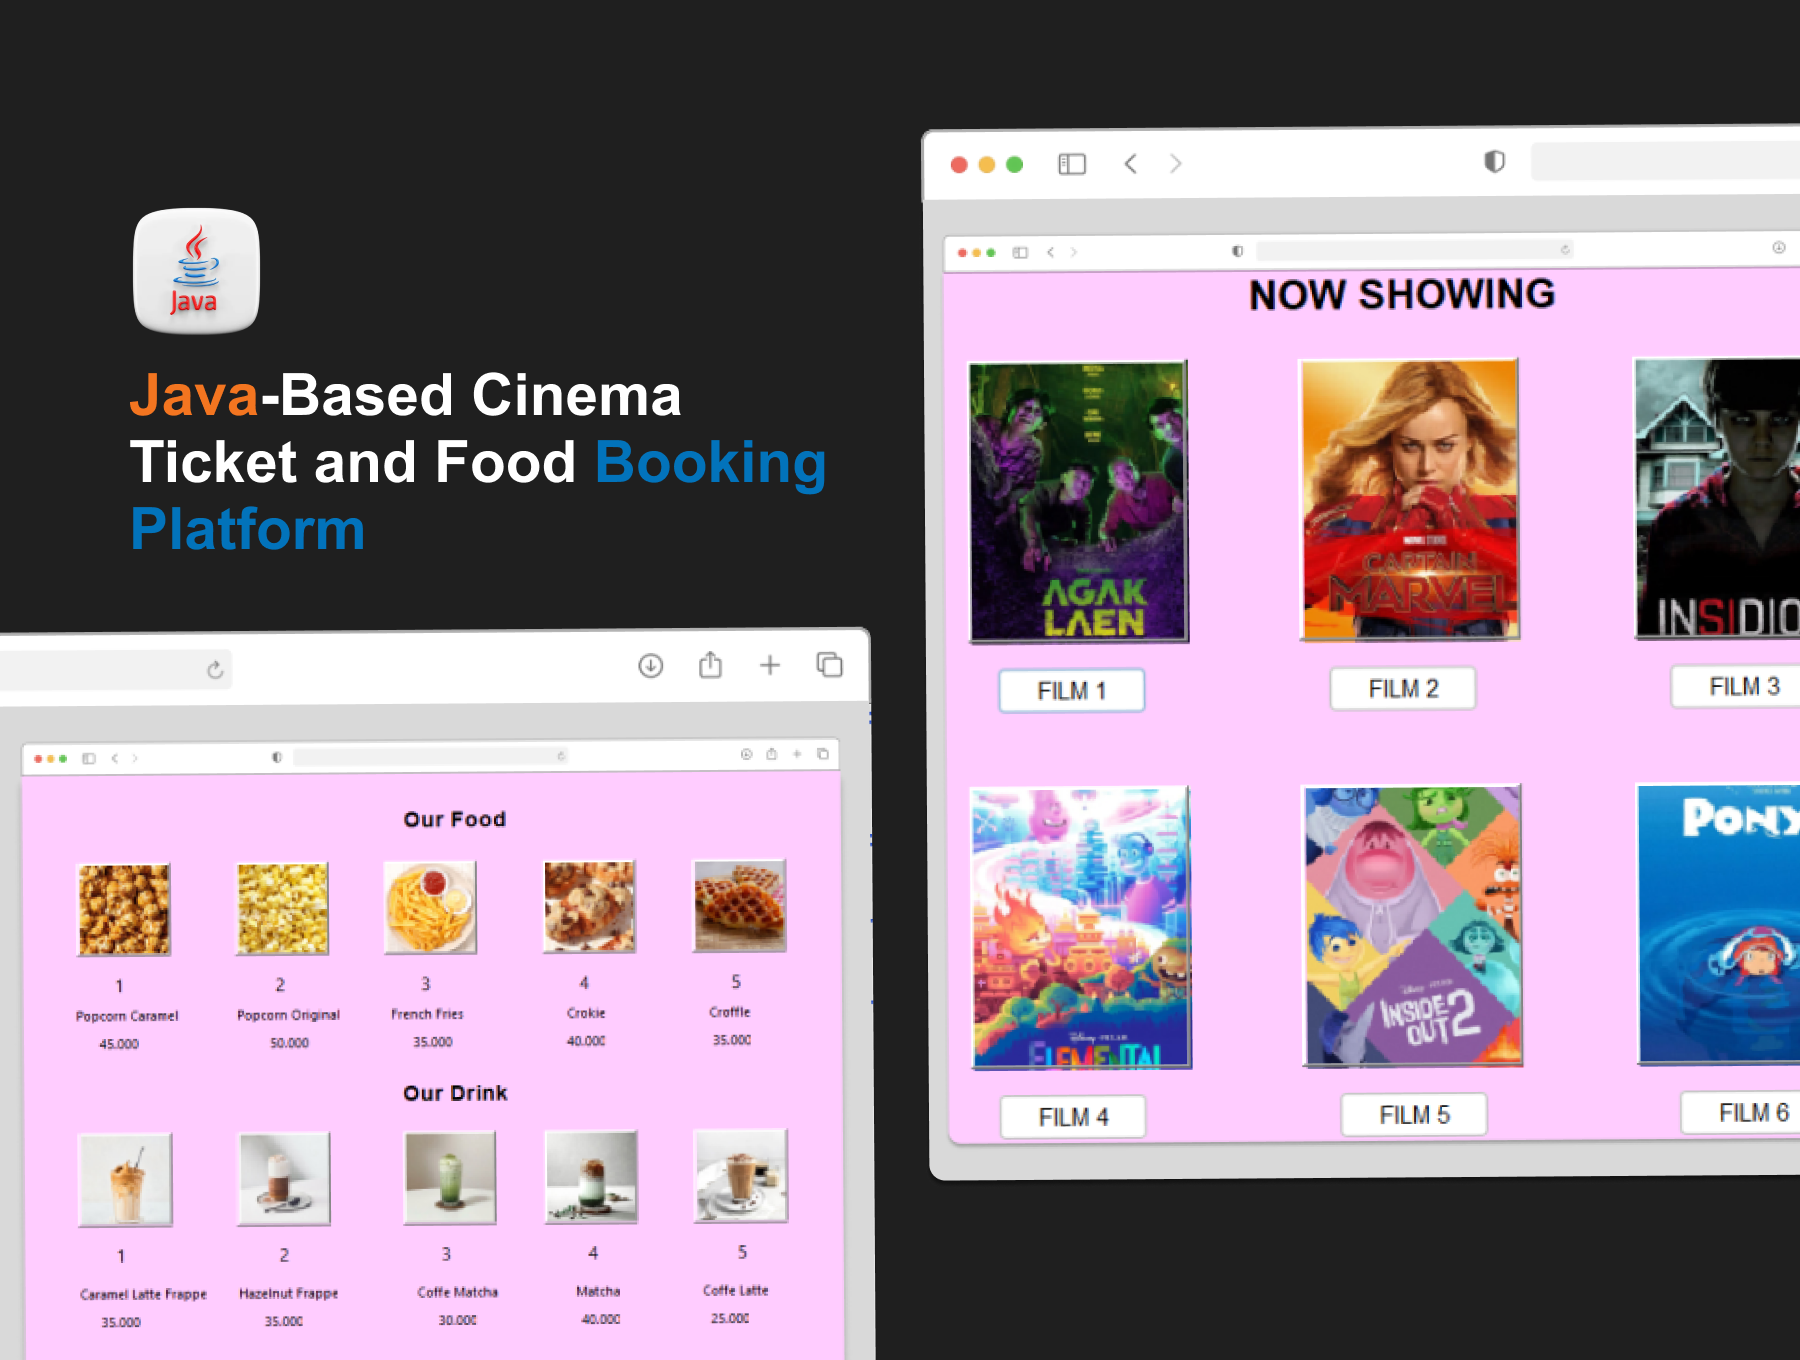 Java
Java-Based Cinema
Ticket and Food Booking
Platform
NOW SHOWING
AGAK
LAEN
CAPTAIN
MARVEL
INSIDIO
FILM 1
FILM 2
FILM 3
ELEMENTAL
INSIDE
OUT 2
PONY
FILM 4
FILM 5
FILM 6
Our Food
1
2
3
4
5
Popcorn Caramel
Popcorn Original
French Fries
Crokie
Croffle
45.000
50.000
35.000
40.000
35.000
Our Drink
1
2
3
4
5
Caramel Latte Frappe
Hazelnut Frappe
Coffe Matcha
Matcha
Coffe Latte
35.000
35.000
30.000
40.000
25.000